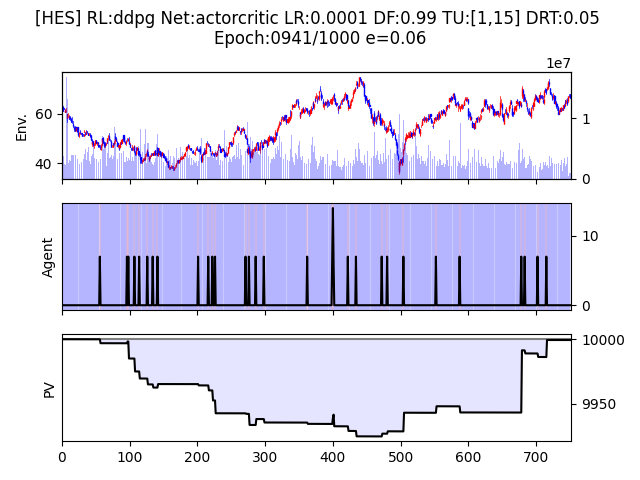 [HES] RL:ddpg Net:actorcritic LR:0.0001 DF:0.99 TU:[1,15] DRT:0.05
Epoch:0941/1000 e=0.06
1e7
Env.
60
40
1
0
Agent
10
0
PV
10000
9950
0 100 200 300 400 500 600 700